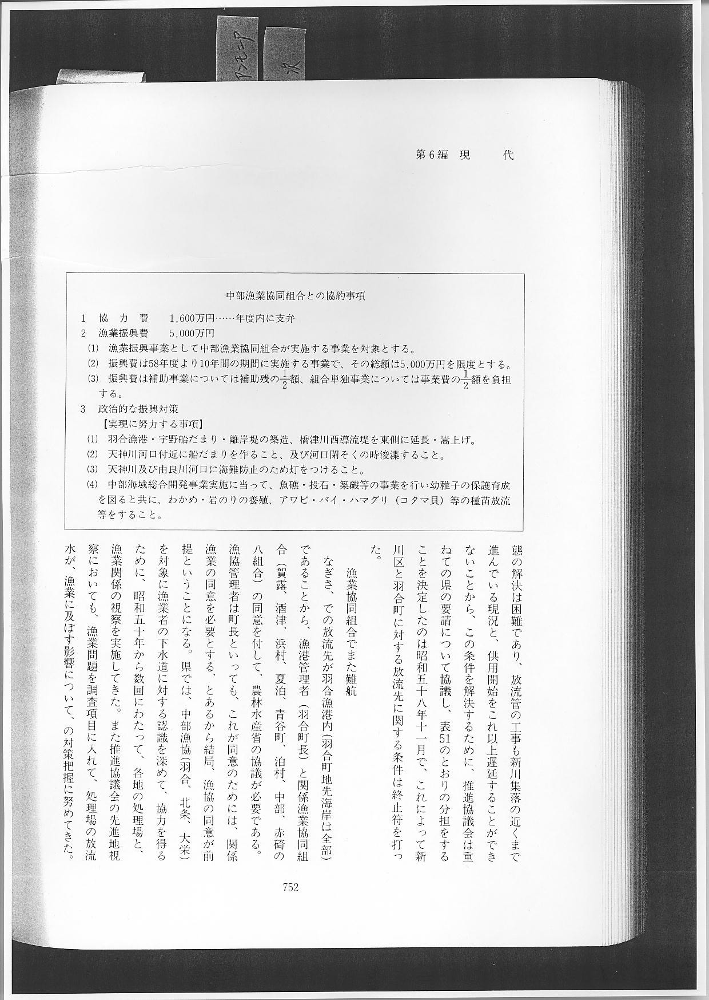 アンモニア
次
第6編 現 代
中部漁業協同組合との協約事項
1 協 力 費 1,600万円……年度内に支弁
2 漁業振興費 5,000万円
(1) 漁業振興事業として中部漁業協同組合が実施する事業を対象とする。
(2) 振興費は58年度より10年間の期間に実施する事業で、その総額は5,000万円を限度とする。
(3) 振興費は補助事業については補助残の1/2額、組合単独事業については事業費の1/2額を負担
する。
3 政治的な振興対策
【実現に努力する事項】
(1) 羽合漁港・宇野船だまり・離岸堤の築造、橋津川西導流堤を東側に延長・嵩上げ。
(2) 天神川河口付近に船だまりを作ること、及び河口閉そくの時浚渫すること。
(3) 天神川及び由良川河口に海難防止のため灯をつけること。
(4) 中部海域総合開発事業実施に当って、魚礁・投石・築磯等の事業を行い幼稚子の保護育成
を図ると共に、わかめ・岩のりの養殖、アワビ・バイ・ハマグリ（コタマ貝）等の種苗放流
等をすること。
態の解決は困難であり、放流管の工事も新川集落の近くまで
進んでいる現況と、供用開始をこれ以上遅延することができ
ないことから、この条件を解決するために、推進協議会は重
ねての県の要請について協議し、表51のとおりの分担をする
ことを決定したのは昭和五十八年十一月で、これによって新
川区と羽合町に対する放流先に関する条件は終止符を打っ
た。
漁業協同組合でまた難航
なぎさ、での放流先が羽合漁港内（羽合町地先海岸は全部）
であることから、漁港管理者（羽合町長）と関係漁業協同組
合（賀露、酒津、浜村、夏泊、青谷町、泊村、中部、赤碕の
八組合）の同意を付して、農林水産省の協議が必要である。
漁協管理者は町長といっても、これが同意のためには、関係
漁業の同意を必要とする、とあるから結局、漁協の同意が前
提ということになる。県では、中部漁協（羽合、北条、大栄）
を対象に漁業者の下水道に対する認識を深めて、協力を得る
ために、昭和五十年から数回にわたって、各地の処理場と、
漁業関係の視察を実施してきた。また推進協議会の先進地視
察においても、漁業問題を調査項目に入れて、処理場の放流
水が、漁業に及ぼす影響について、の対策把握に努めてきた。
752